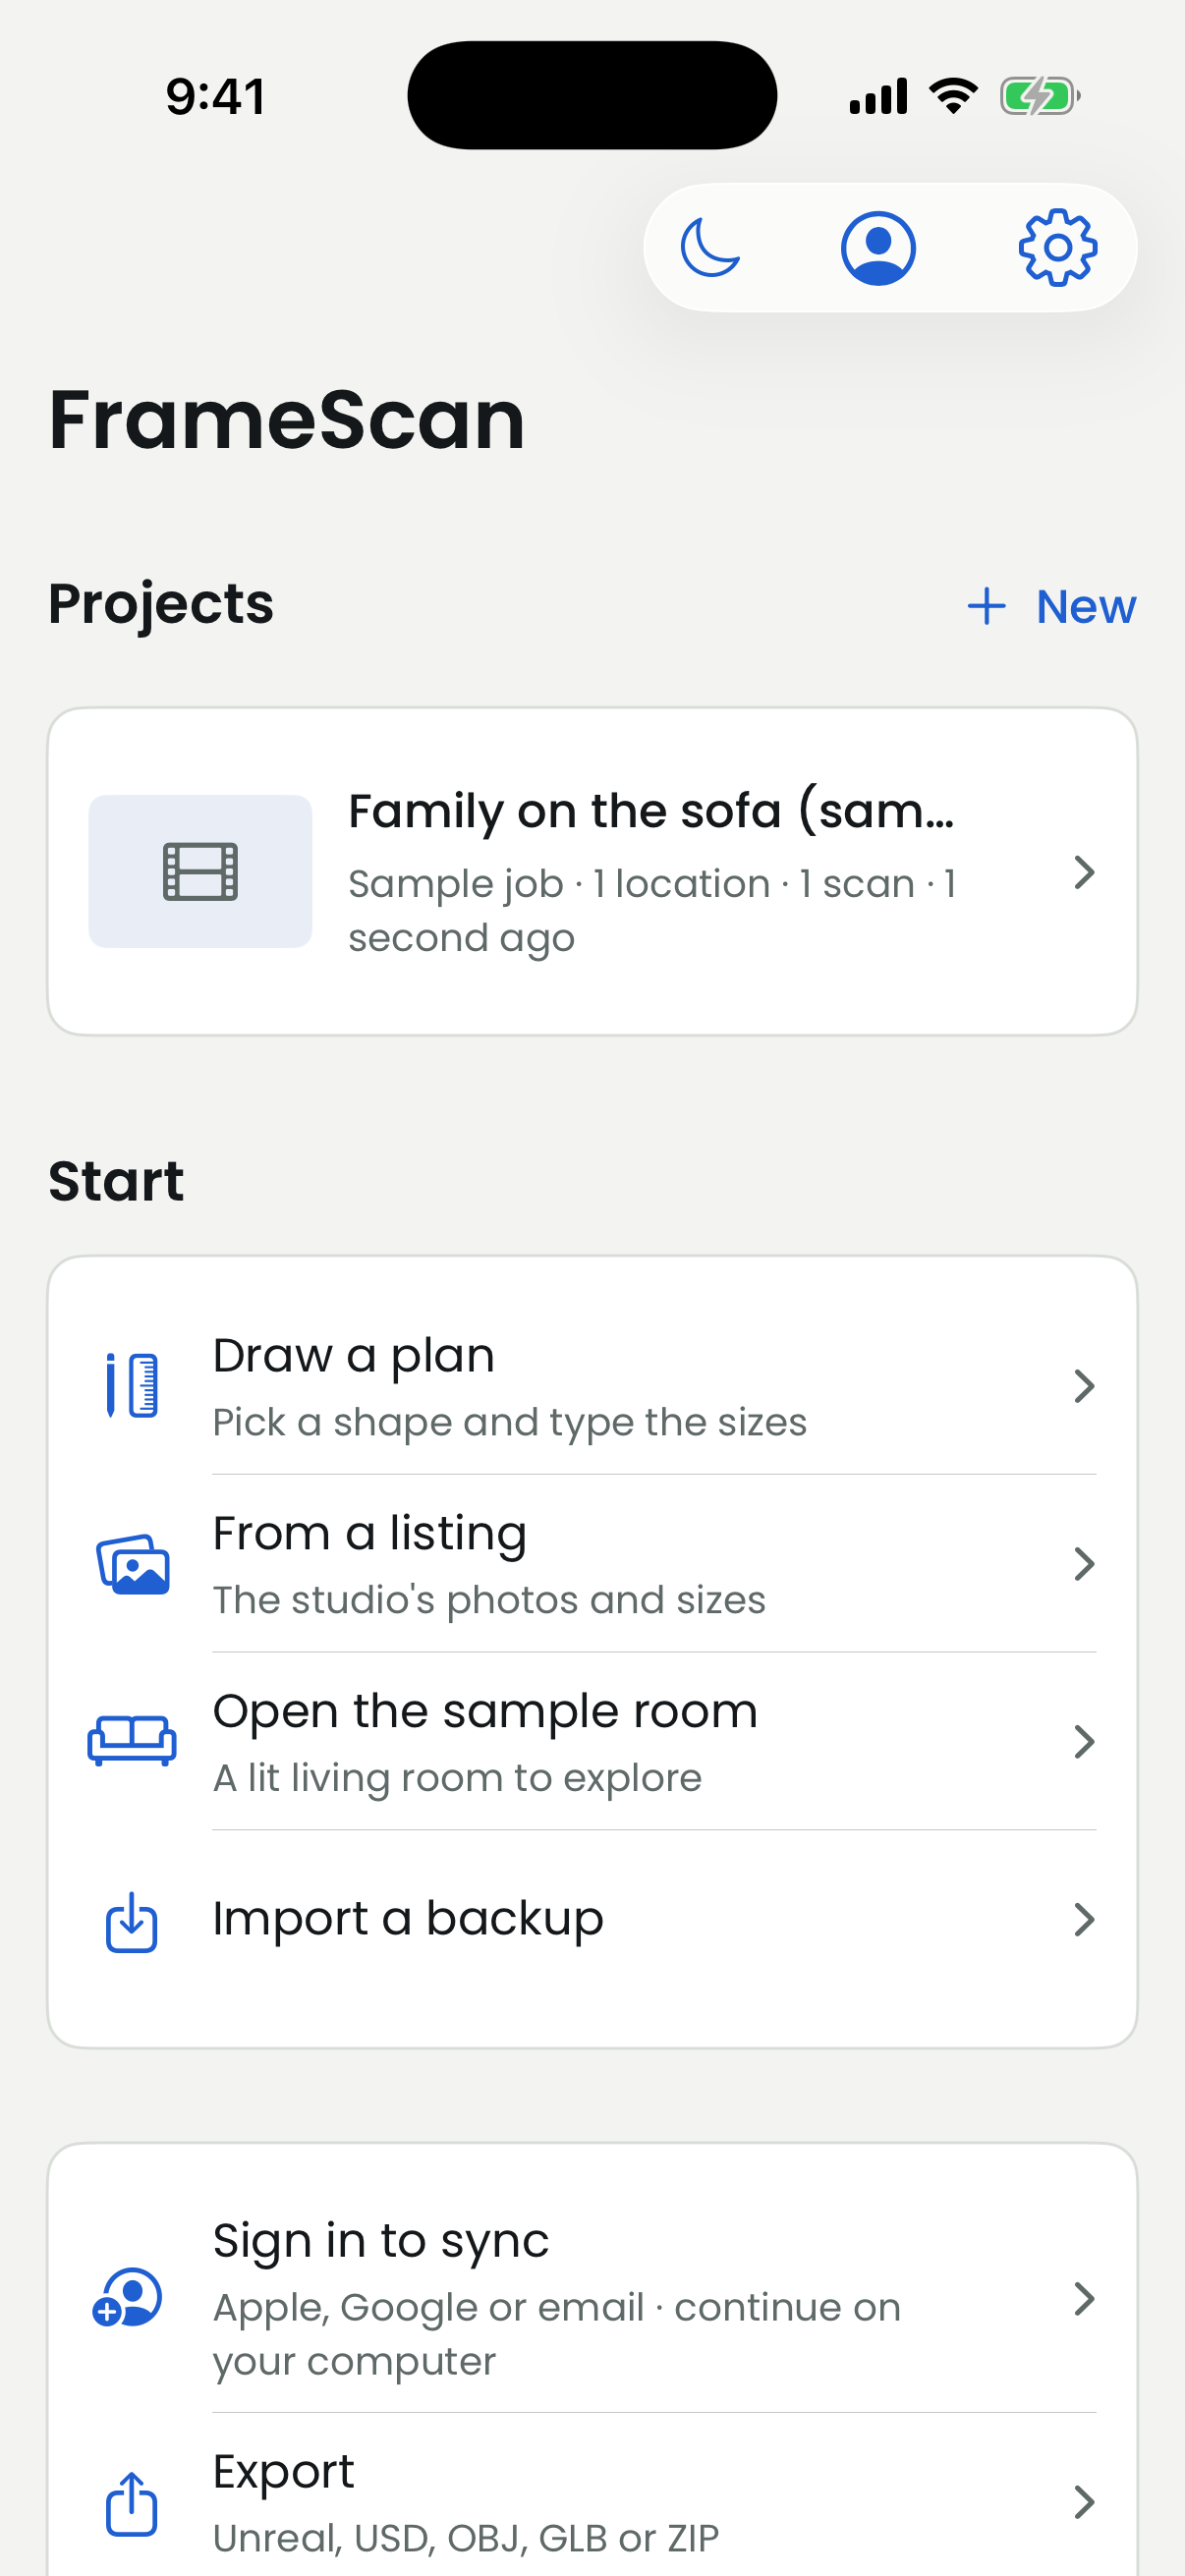 9:41
FrameScan
Projects
New
Family on the sofa (sam...
Sample job · 1 location · 1 scan · 1
second ago
Start
Draw a plan
Pick a shape and type the sizes
From a listing
The studio's photos and sizes
Open the sample room
A lit living room to explore
Import a backup
Sign in to sync
Apple, Google or email · continue on
your computer
Export
Unreal, USD, OBJ, GLB or ZIP